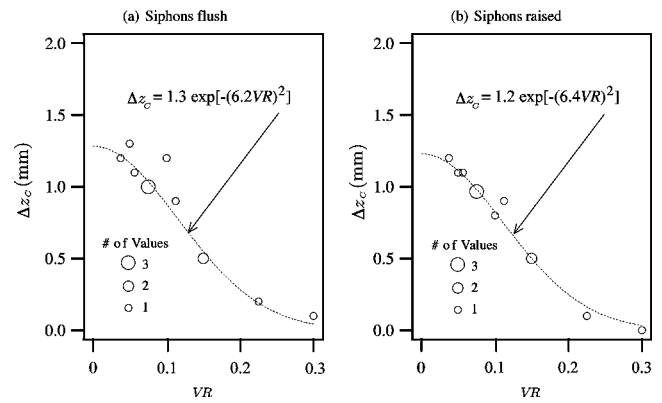 (a) Siphons flush
2.0
1.5
1.0
0.5
0.0
Δz_c (mm)
Δz_c = 1.3 exp[-(6.2VR)^2]
# of Values
3
2
1
0
0.1
0.2
0.3
VR
(b) Siphons raised
2.0
1.5
1.0
0.5
0.0
Δz_c (mm)
Δz_c = 1.2 exp[-(6.4VR)^2]
# of Values
3
2
1
0
0.1
0.2
0.3
VR